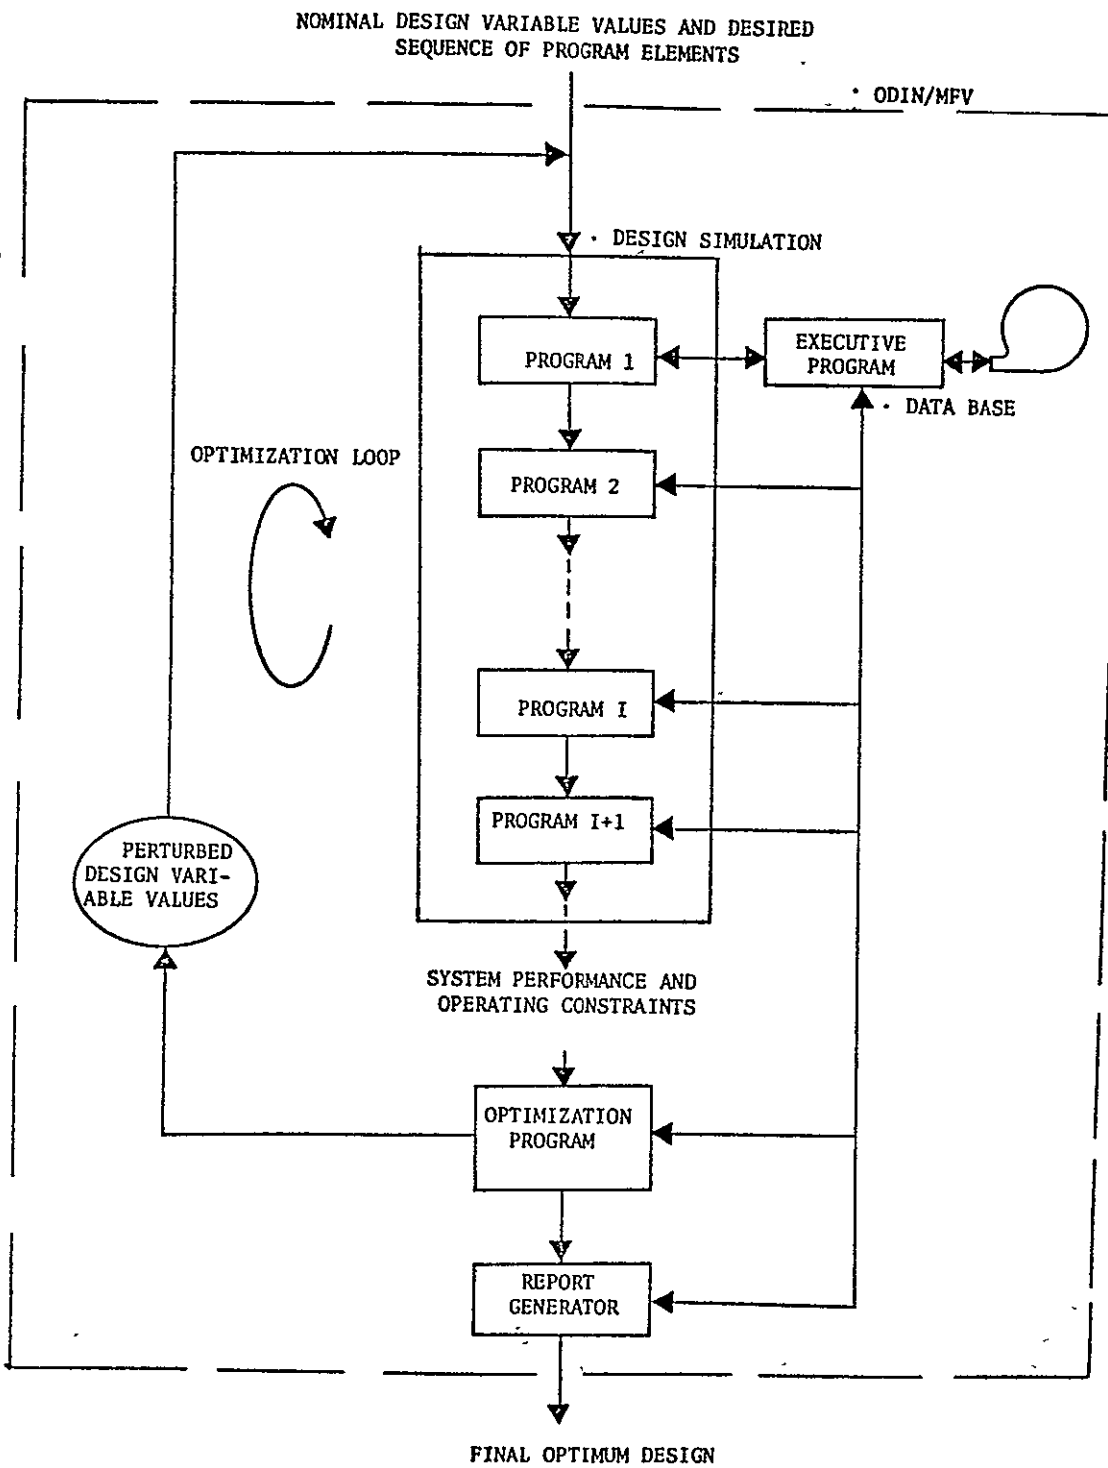 NOMINAL DESIGN VARIABLE VALUES AND DESIRED
SEQUENCE OF PROGRAM ELEMENTS
ODIN/MFV
DESIGN SIMULATION
PROGRAM 1
EXECUTIVE
PROGRAM
DATA BASE
OPTIMIZATION LOOP
PROGRAM 2
PROGRAM I
PROGRAM I+1
PERTURBED
DESIGN VARI-
ABLE VALUES
SYSTEM PERFORMANCE AND
OPERATING CONSTRAINTS
OPTIMIZATION
PROGRAM
REPORT
GENERATOR
FINAL OPTIMUM DESIGN